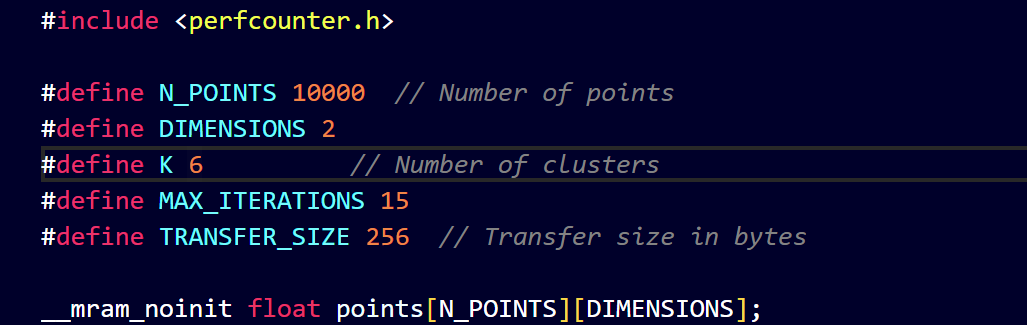 #include <perfcounter.h>
#define N_POINTS 10000  // Number of points
#define DIMENSIONS 2
#define K 6          // Number of clusters
#define MAX_ITERATIONS 15
#define TRANSFER_SIZE 256  // Transfer size in bytes
__mram_noinit float points[N_POINTS][DIMENSIONS];